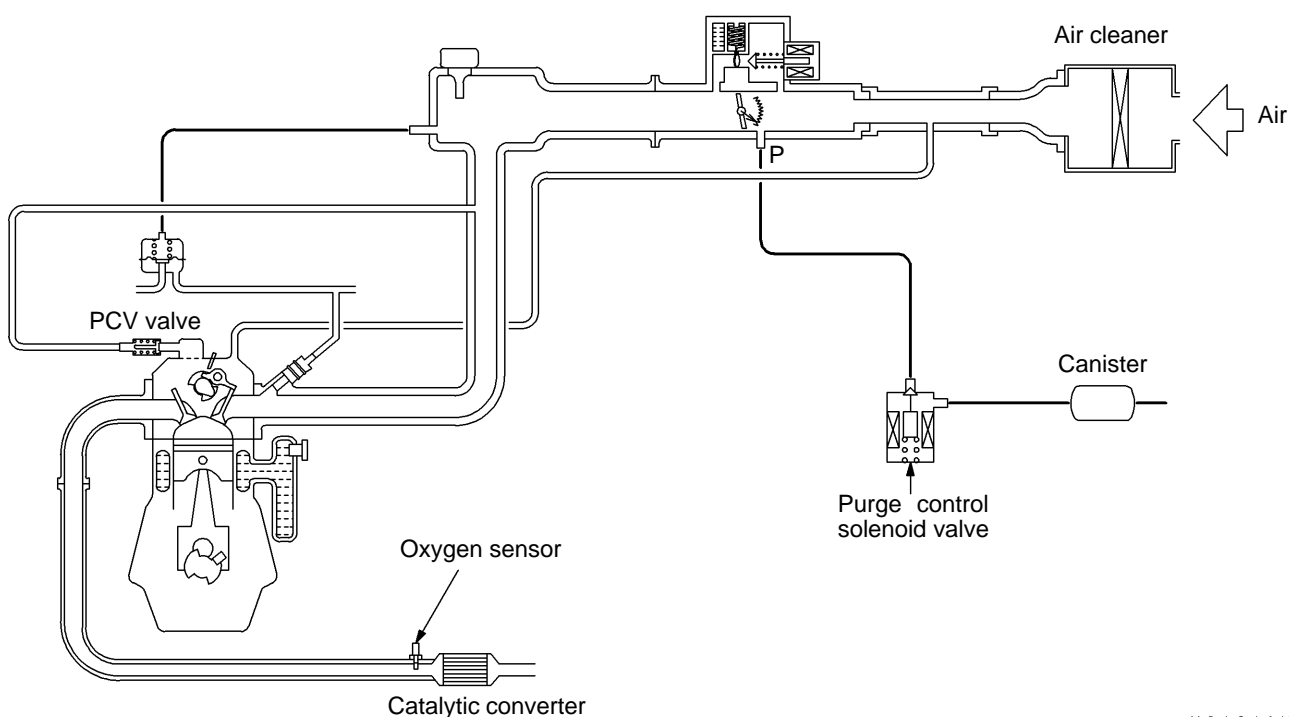 Air cleaner
Air
P
PCV valve
Canister
Purge control
solenoid valve
Oxygen sensor
Catalytic converter